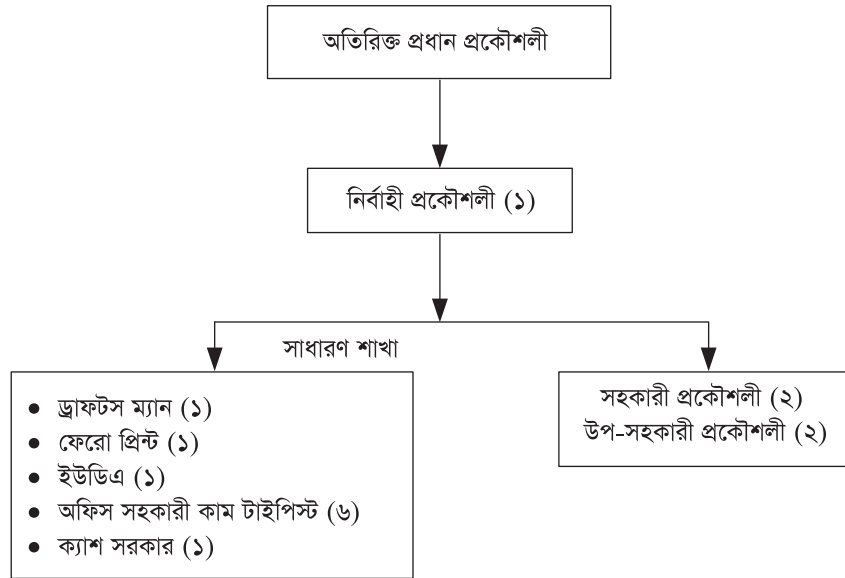 অতিরিক্ত প্রধান প্রকৌশলী
নির্বাহী প্রকৌশলী (১)
সাধারণ শাখা
• ড্রাফটস ম্যান (১)
• ফেরো প্রিন্ট (১)
• ইউডিএ (১)
• অফিস সহকারী কাম টাইপিস্ট (৬)
• ক্যাশ সরকার (১)
সহকারী প্রকৌশলী (২)
উপ-সহকারী প্রকৌশলী (২)